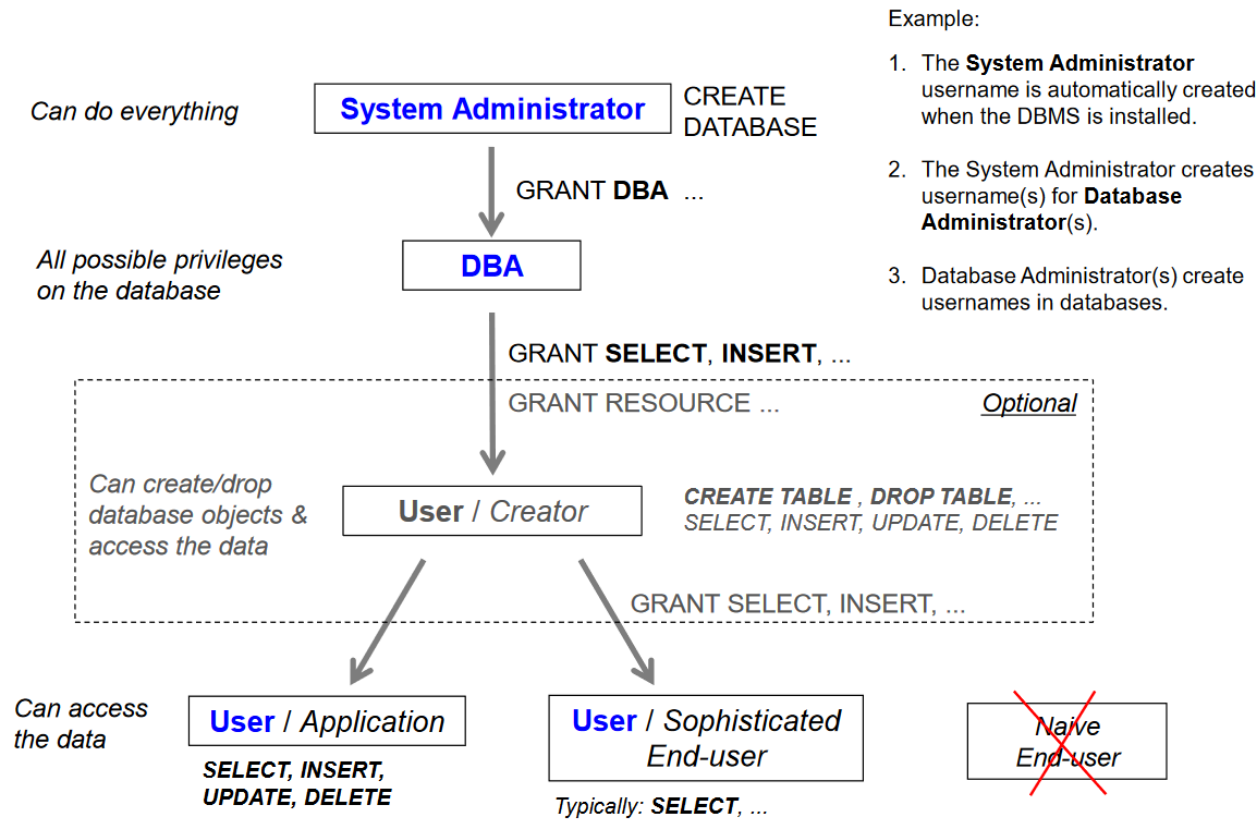 Example:
1. The System Administrator
username is automatically created
when the DBMS is installed.
2. The System Administrator creates
username(s) for Database
Administrator(s).
3. Database Administrator(s) create
usernames in databases.
Can do everything
System Administrator
CREATE
DATABASE
GRANT DBA ...
All possible privileges
on the database
DBA
GRANT SELECT, INSERT, ...
GRANT RESOURCE ...
Optional
Can create/drop
database objects &
access the data
User / Creator
CREATE TABLE , DROP TABLE, ...
SELECT, INSERT, UPDATE, DELETE
GRANT SELECT, INSERT, ...
Can access
the data
User / Application
SELECT, INSERT,
UPDATE, DELETE
User / Sophisticated
End-user
Typically: SELECT, ...
Naive
End-user